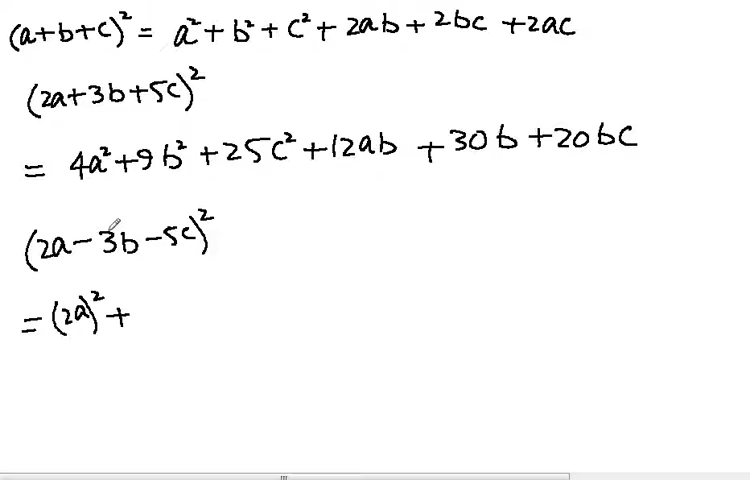 (a+b+c)² = a² + b² + c² + 2ab + 2bc + 2ac
(2a+3b+5c)²
= 4a² + 9b² + 25c² + 12ab + 30b + 20bc
(2a - 3b - 5c)²
= (2a)² +